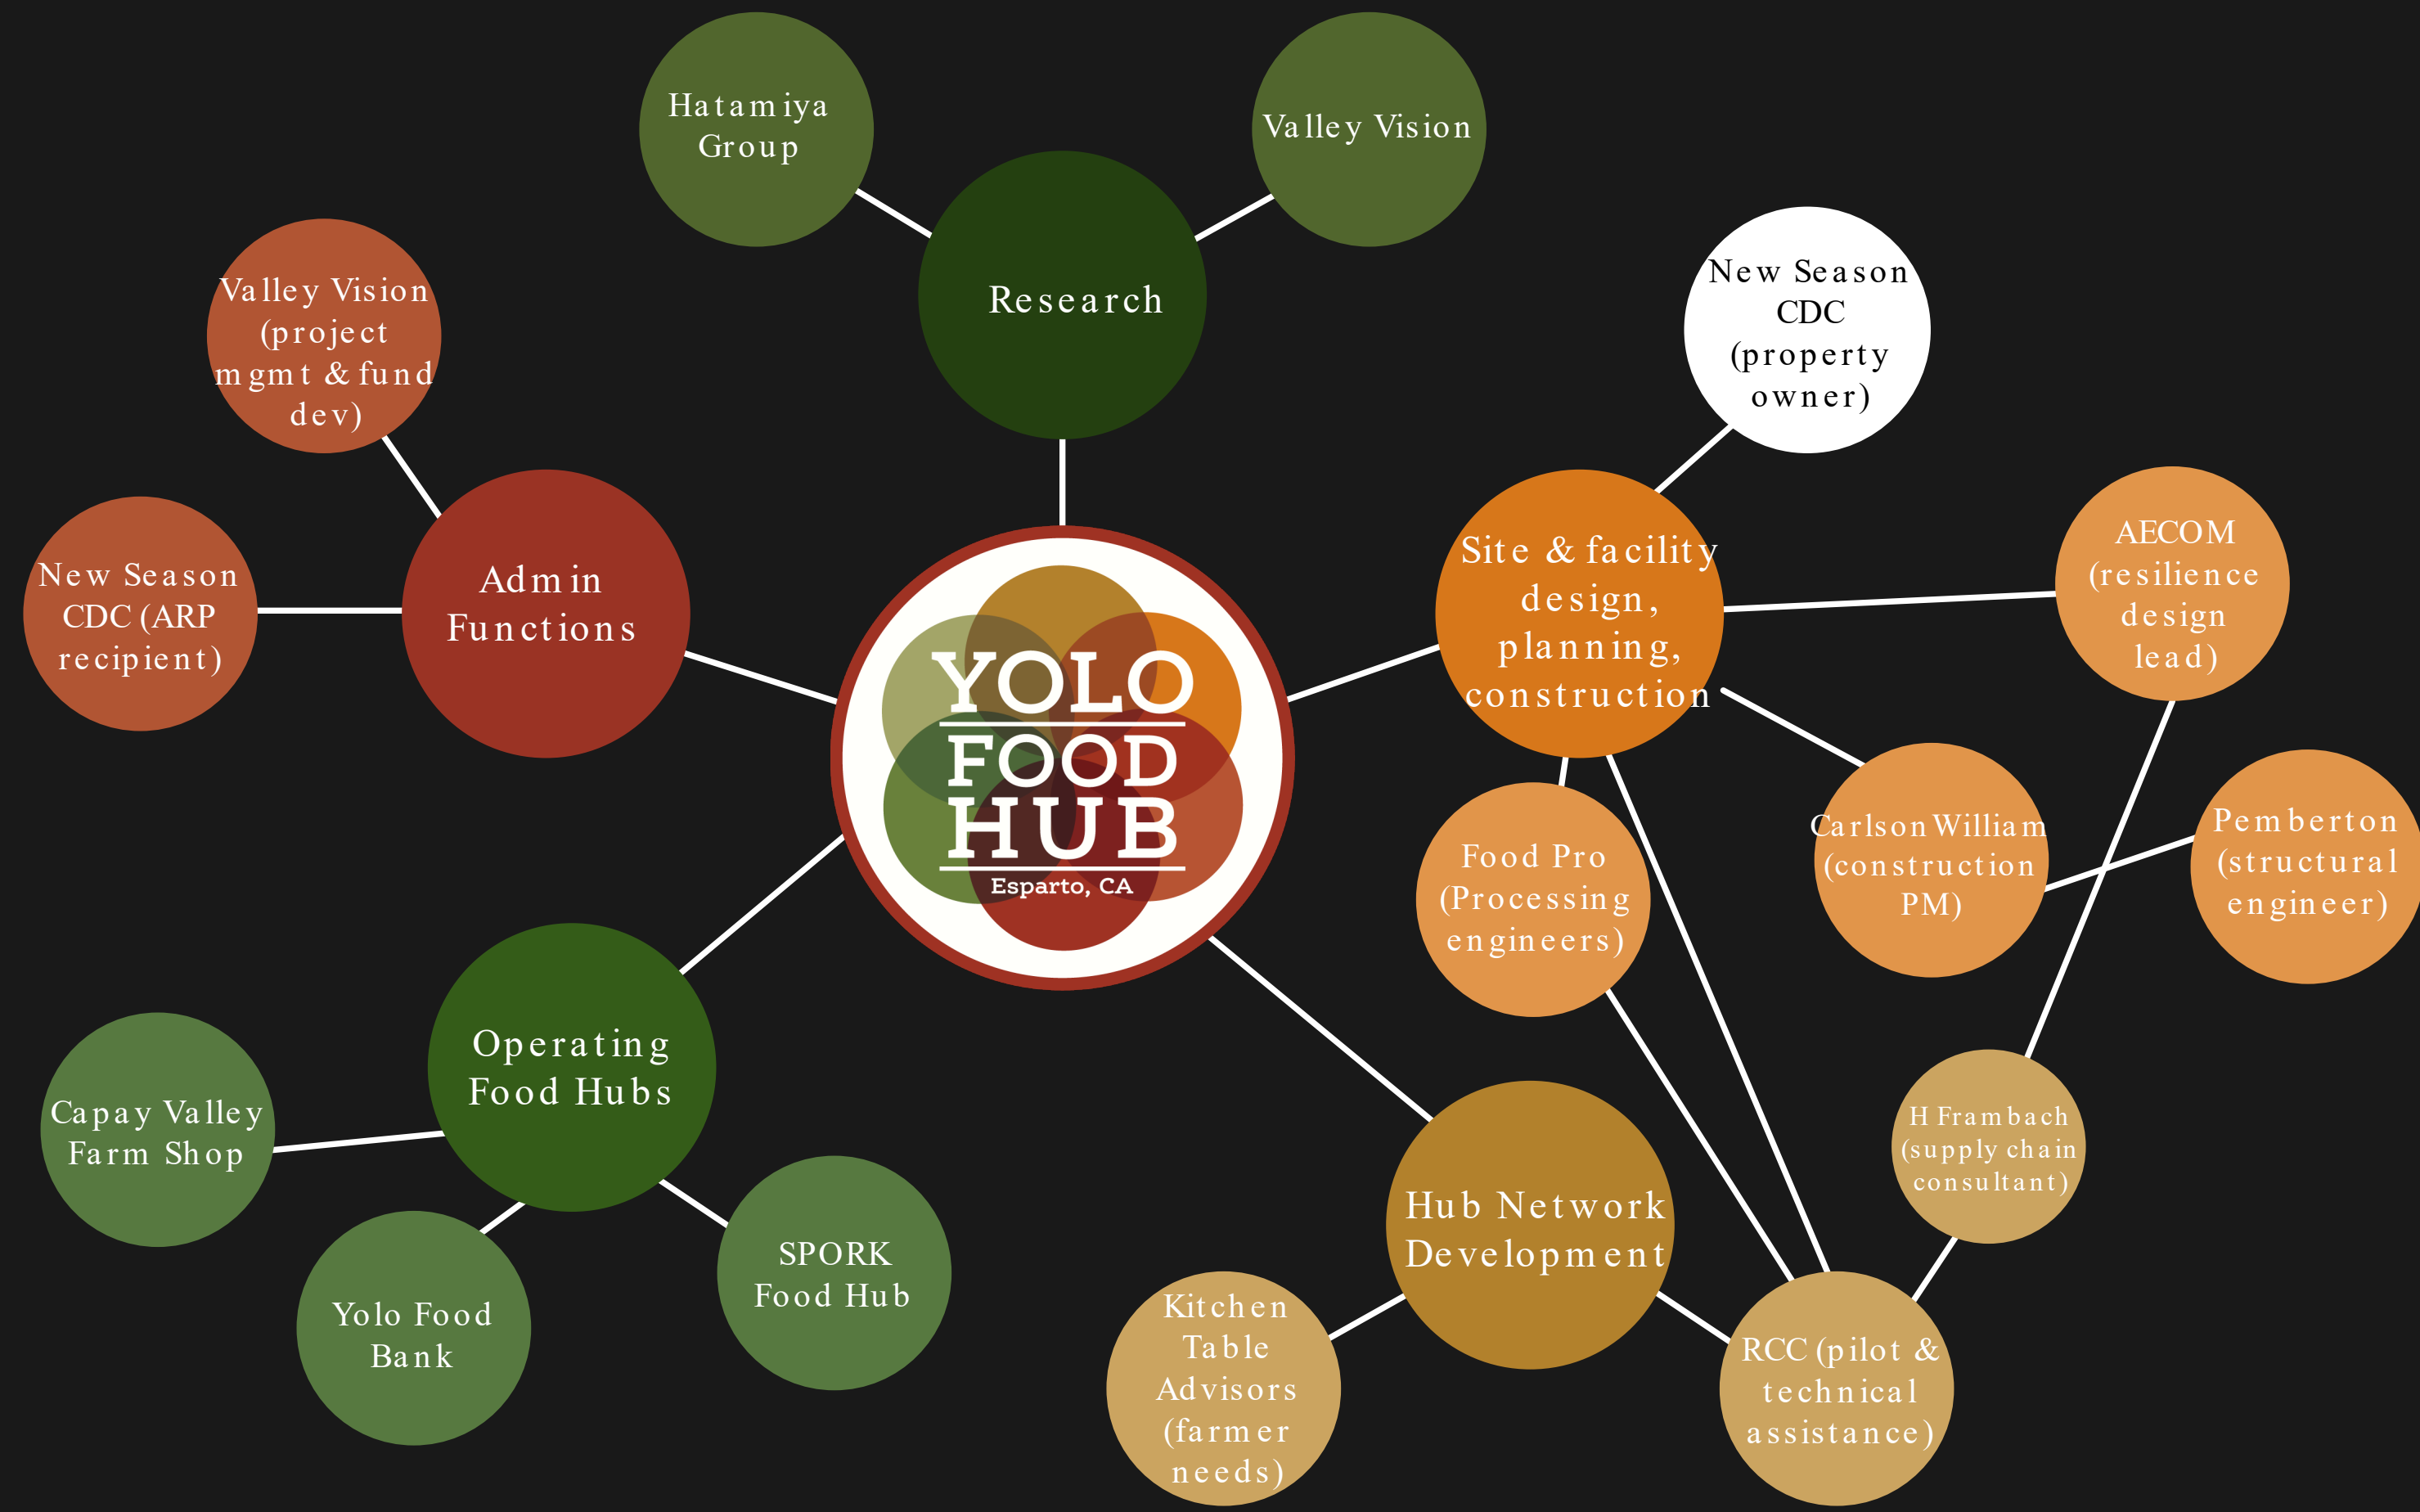 Hatamiya
Group
Valley Vision
Research
Valley Vision
(project
mgmt & fund
dev)
New Season
CDC
(property
owner)
New Season
CDC (ARP
recipient)
Admin
Functions
Site & facility
design,
planning,
construction
AECOM
(resilience
design
lead)
YOLO
FOOD
HUB
Esparto, CA
Food Pro
(Processing
engineers)
Carlson William
(construction
PM)
Pemberton
(structural
engineer)
Operating
Food Hubs
Capay Valley
Farm Shop
Yolo Food
Bank
SPORK
Food Hub
Hub Network
Development
H Frambach
(supply chain
consultant)
Kitchen
Table
Advisors
(farmer
needs)
RCC (pilot &
technical
assistance)